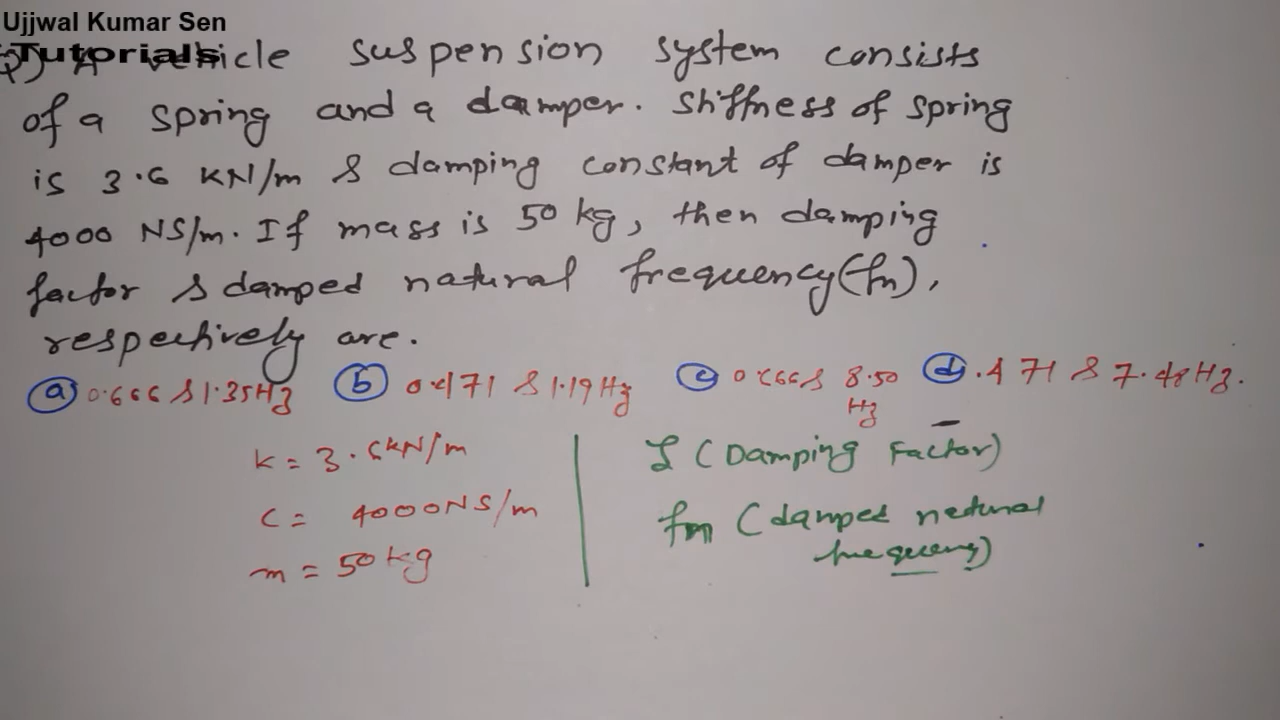 Ujjwal Kumar Sen
Tutorials
Q) A vehicle suspension system consists
of a spring and a damper. Stiffness of spring
is 3.6 KN/m & damping constant of damper is
4000 NS/m. If mass is 50 kg, then damping
factor & damped natural frequency (fn),
respectively are.
(a) 0.666 & 1.35Hz (b) 0.471 & 1.19Hz (c) 0.666 & 8.50 Hz (d) .471 & 7.48Hz.
K = 3.6kN/m
C = 4000NS/m
m = 50kg
ξ (Damping Factor)
fn (damped natural
frequency)